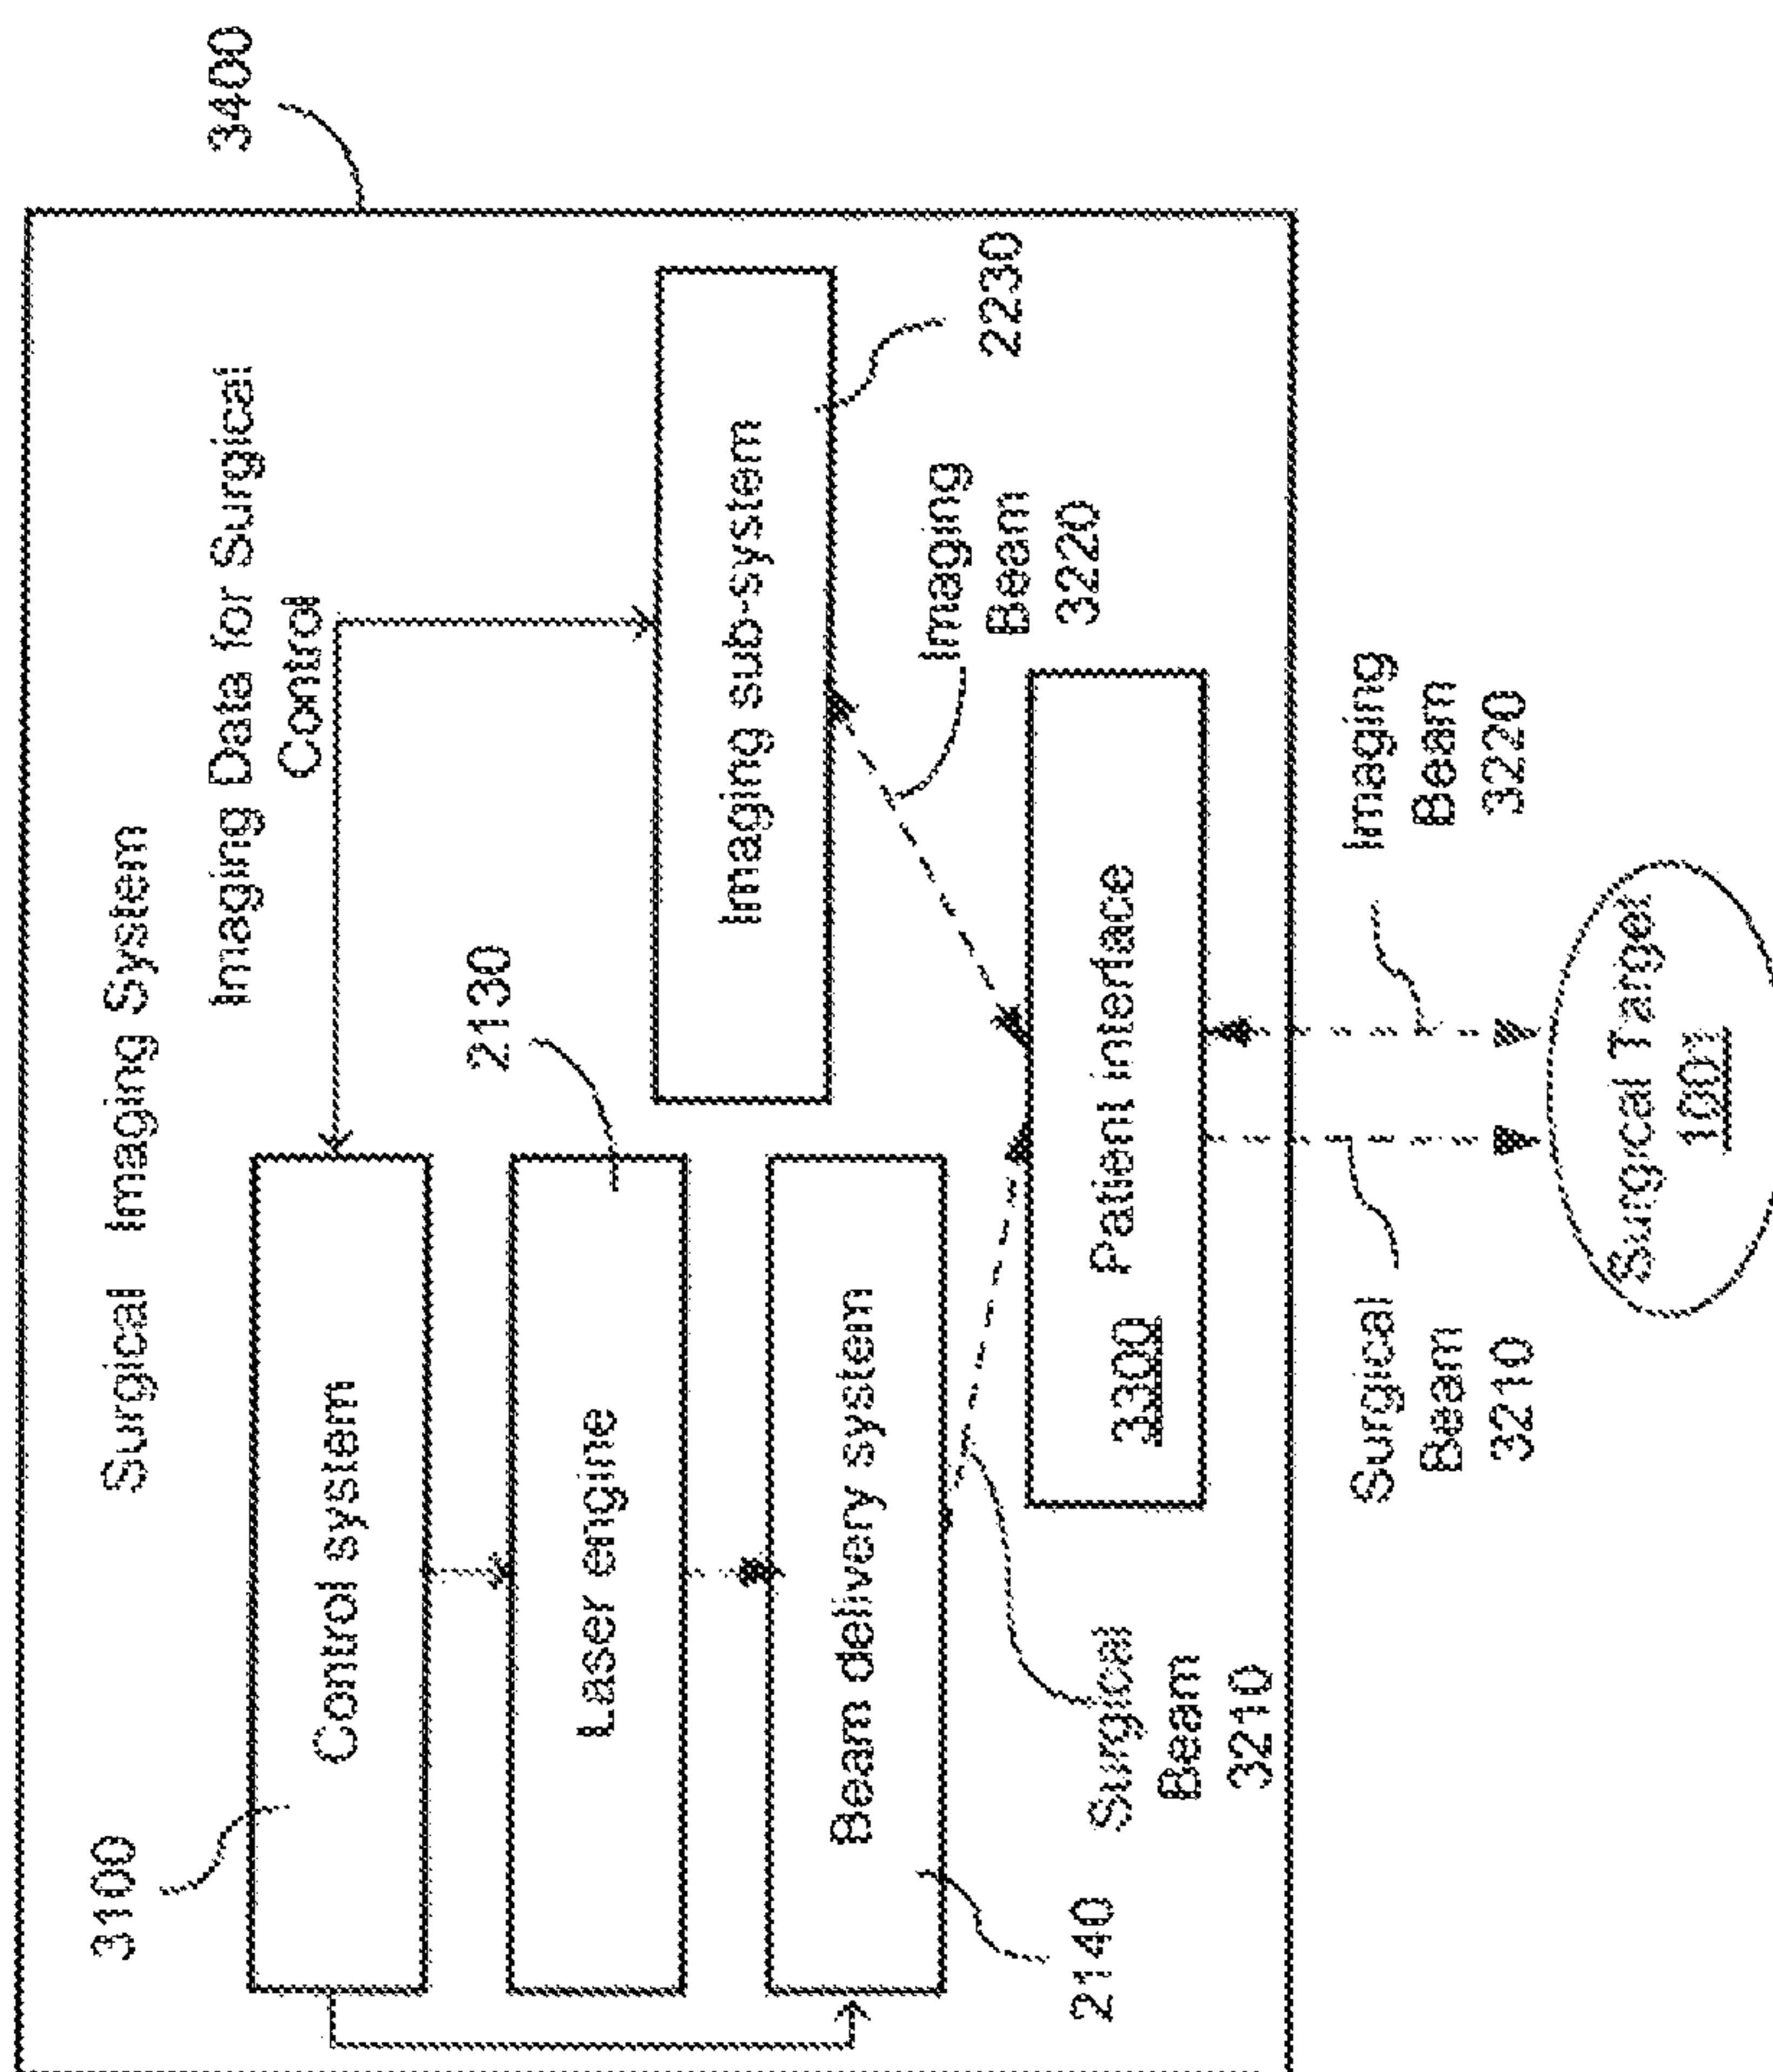 3400
Surgical Imaging System
Imaging Data for Surgical
Control
3100
Control system
2130
Laser engine
Imaging sub-system
2230
Beam delivery system
2140
Imaging
Beam
3220
Surgical
Beam
3210
Patient interface
3300
Surgical
Beam
3210
Imaging
Beam
3220
Surgical Target
1001